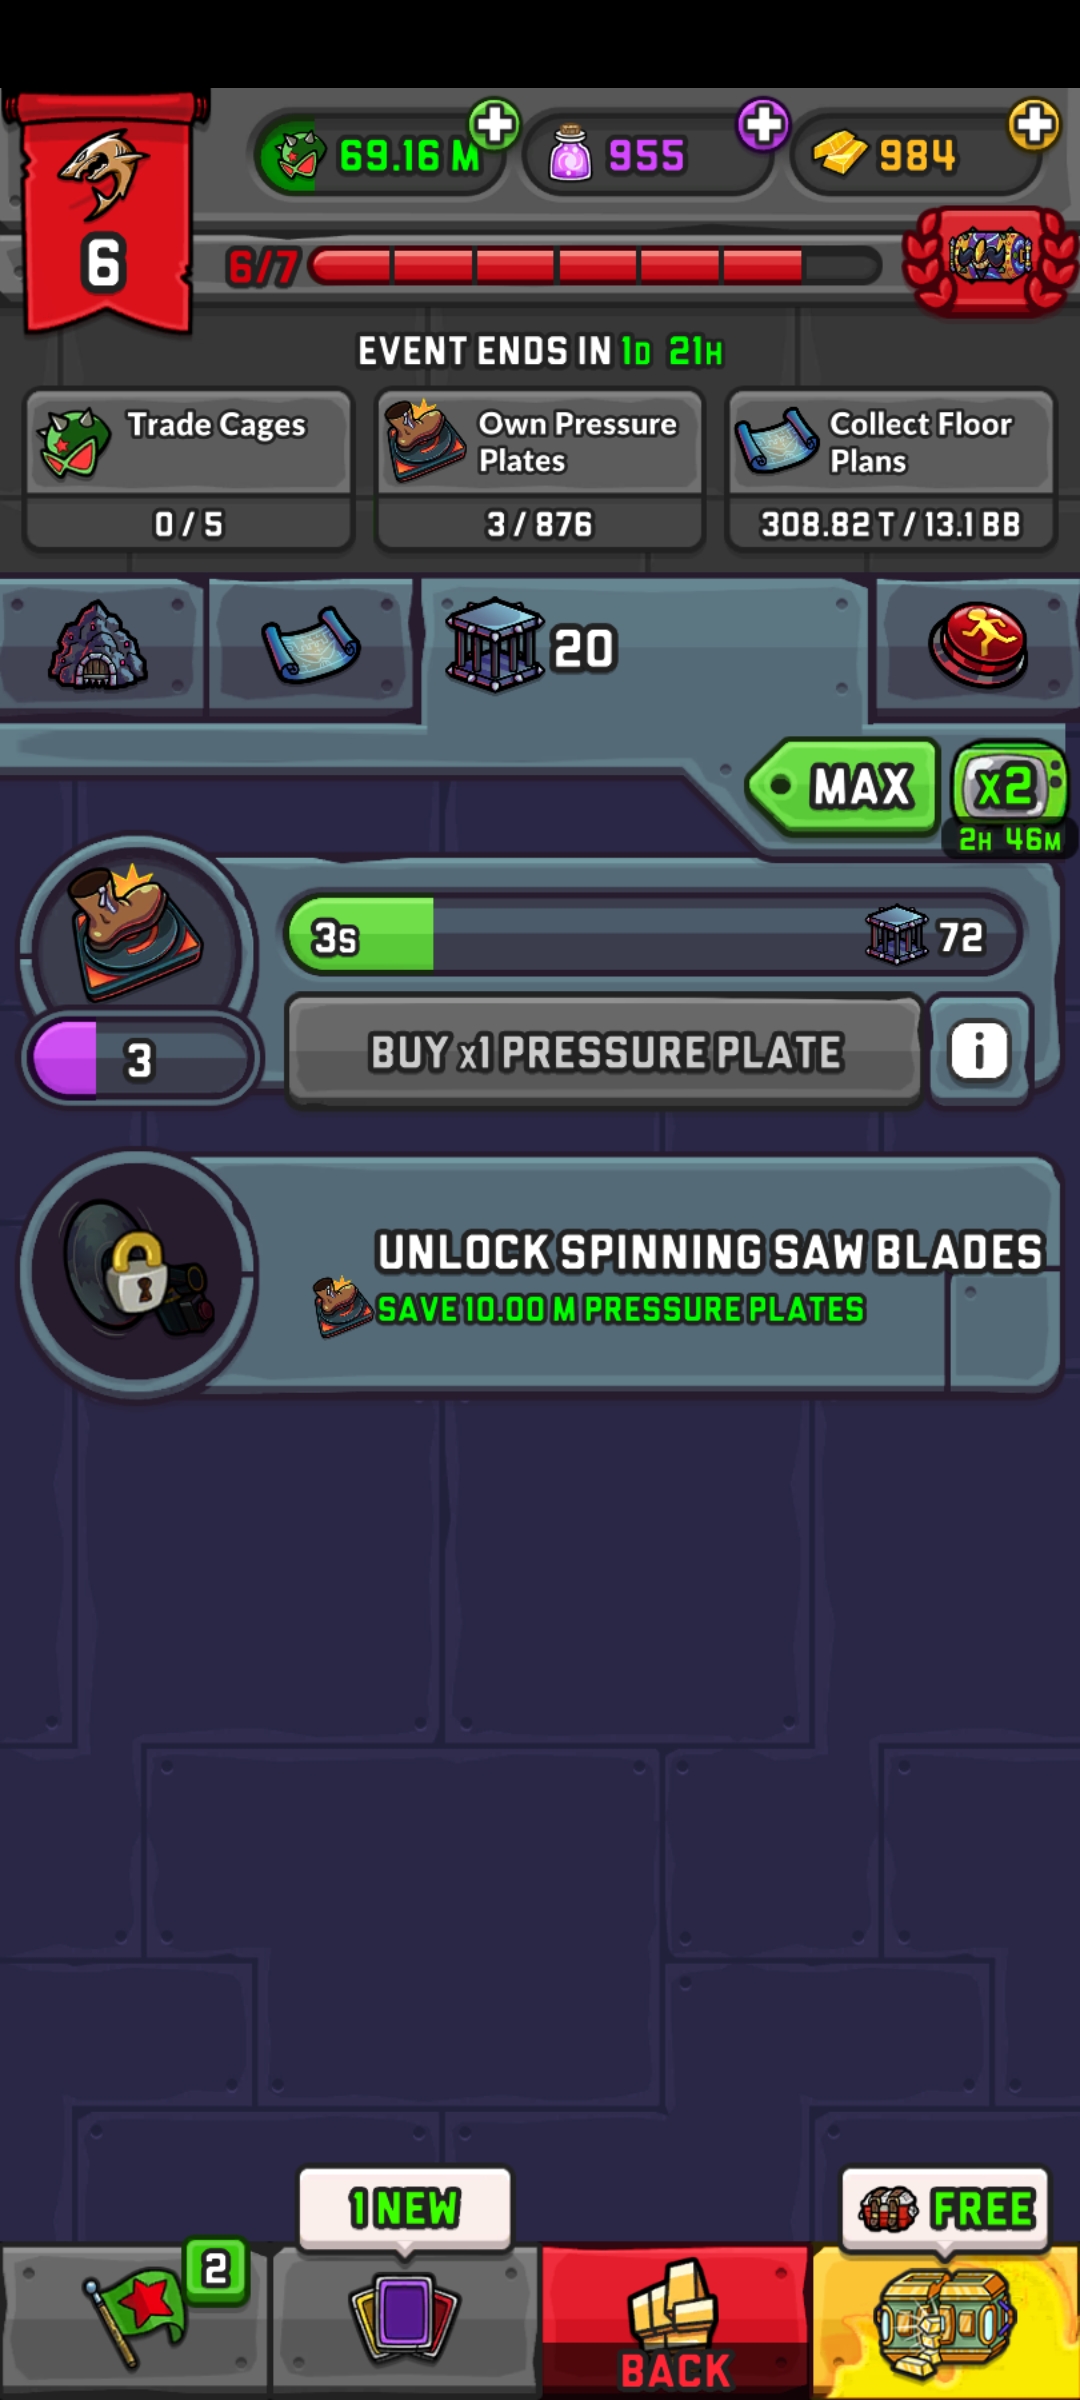 69.16 M
955
984
6
6/7
EVENT ENDS IN 1D 21H
Trade Cages
0 / 5
Own Pressure
Plates
3 / 876
Collect Floor
Plans
308.82 T / 13.1 BB
20
MAX
x2
2H 46M
3s
72
3
BUY x1 PRESSURE PLATE
i
UNLOCK SPINNING SAW BLADES
SAVE 10.00 M PRESSURE PLATES
1 NEW
FREE
2
BACK